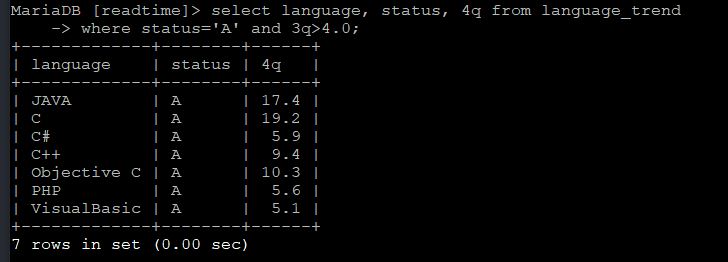 MariaDB [readtime]> select language, status, 4q from language_trend
    -> where status='A' and 3q>4.0;
+-------------+--------+------+
| language    | status | 4q   |
+-------------+--------+------+
| JAVA        | A      | 17.4 |
| C           | A      | 19.2 |
| C#          | A      |  5.9 |
| C++         | A      |  9.4 |
| Objective C | A      | 10.3 |
| PHP         | A      |  5.6 |
| VisualBasic | A      |  5.1 |
+-------------+--------+------+
7 rows in set (0.00 sec)